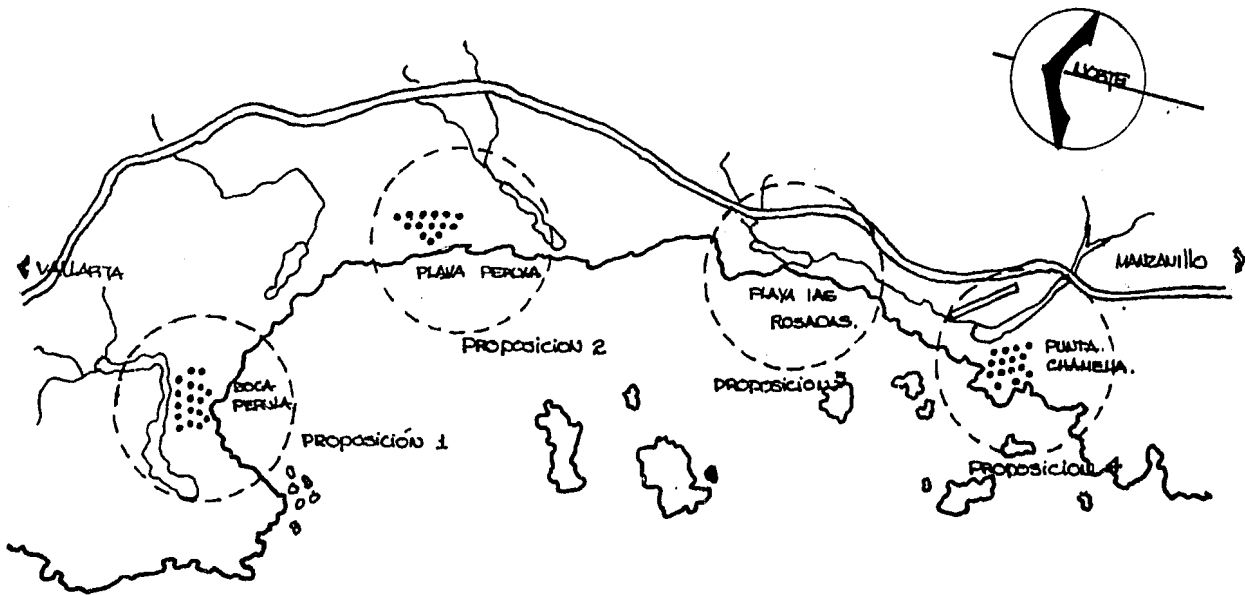 NORTE
VALLARTA
MANZANILLO
PLAYA PERULA
PROPOSICION 2
PLAYA LAS
ROSADAS.
PROPOSICION 3
BOCA
PERULA
PROPOSICIÓN 1
PUNTA
CHAMELA.
PROPOSICION 4